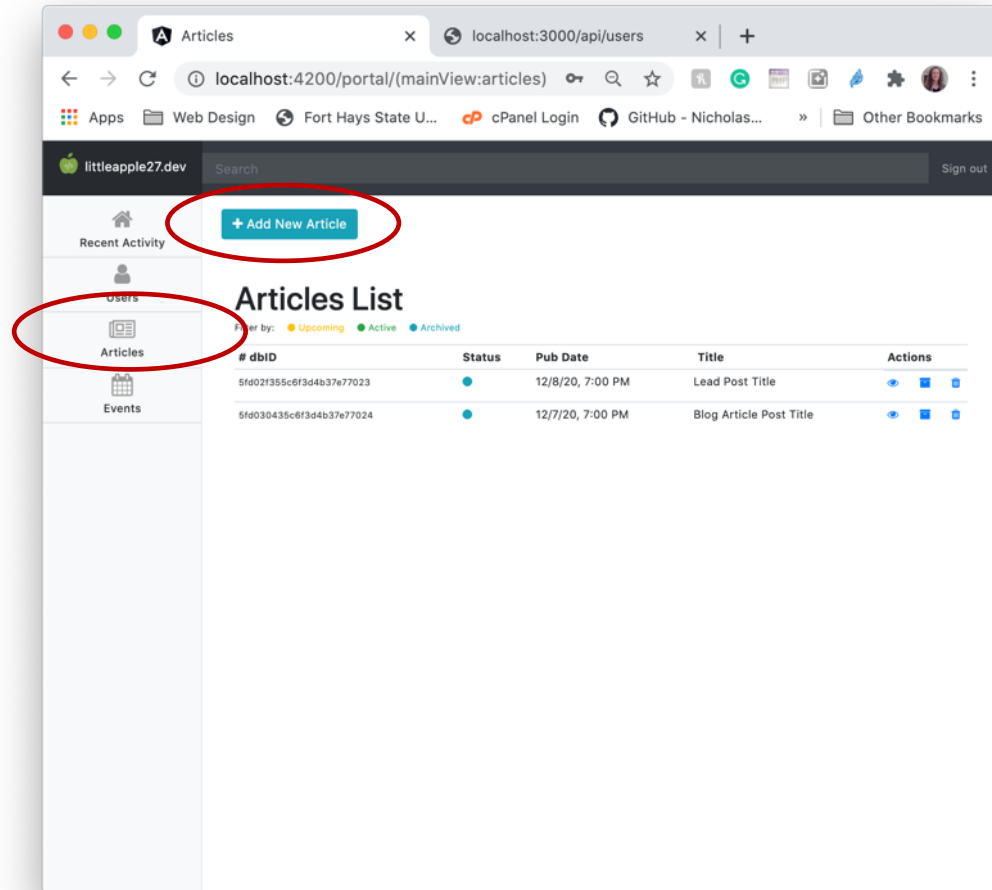 Articles × localhost:3000/api/users × +
localhost:4200/portal/(mainView:articles)
Apps Web Design Fort Hays State U... cPanel Login GitHub - Nicholas... » Other Bookmarks
littleapple27.dev Search Sign out
Recent Activity
Users
Articles
Events
+ Add New Article
Articles List
Filter by: Upcoming Active Archived
# dbID Status Pub Date Title Actions
5fd02f355c6f3d4b37e77023 12/8/20, 7:00 PM Lead Post Title
5fd030435c6f3d4b37e77024 12/7/20, 7:00 PM Blog Article Post Title